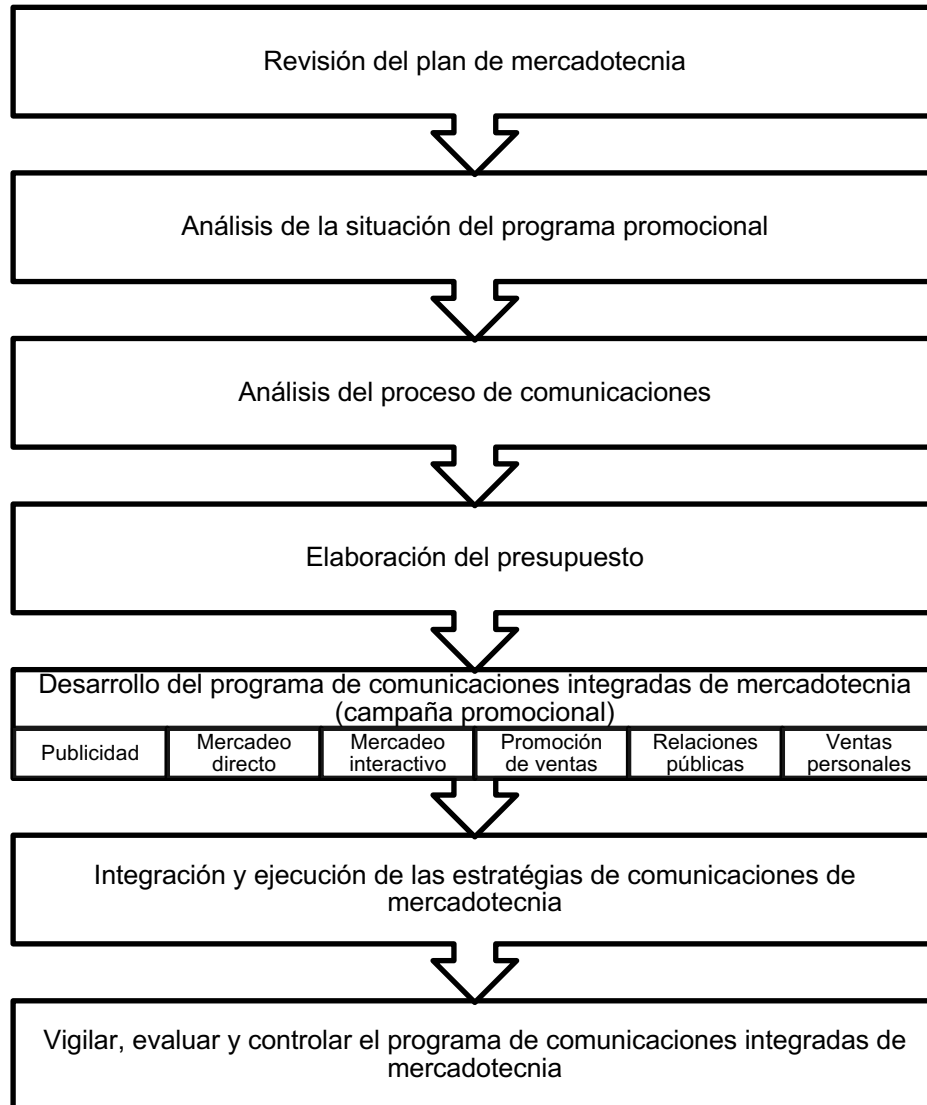 Revisión del plan de mercadotecnia
Análisis de la situación del programa promocional
Análisis del proceso de comunicaciones
Elaboración del presupuesto
Desarrollo del programa de comunicaciones integradas de mercadotecnia
(campaña promocional)
Publicidad
Mercadeo
directo
Mercadeo
interactivo
Promoción
de ventas
Relaciones
públicas
Ventas
personales
Integración y ejecución de las estratégias de comunicaciones de
mercadotecnia
Vigilar, evaluar y controlar el programa de comunicaciones integradas de
mercadotecnia